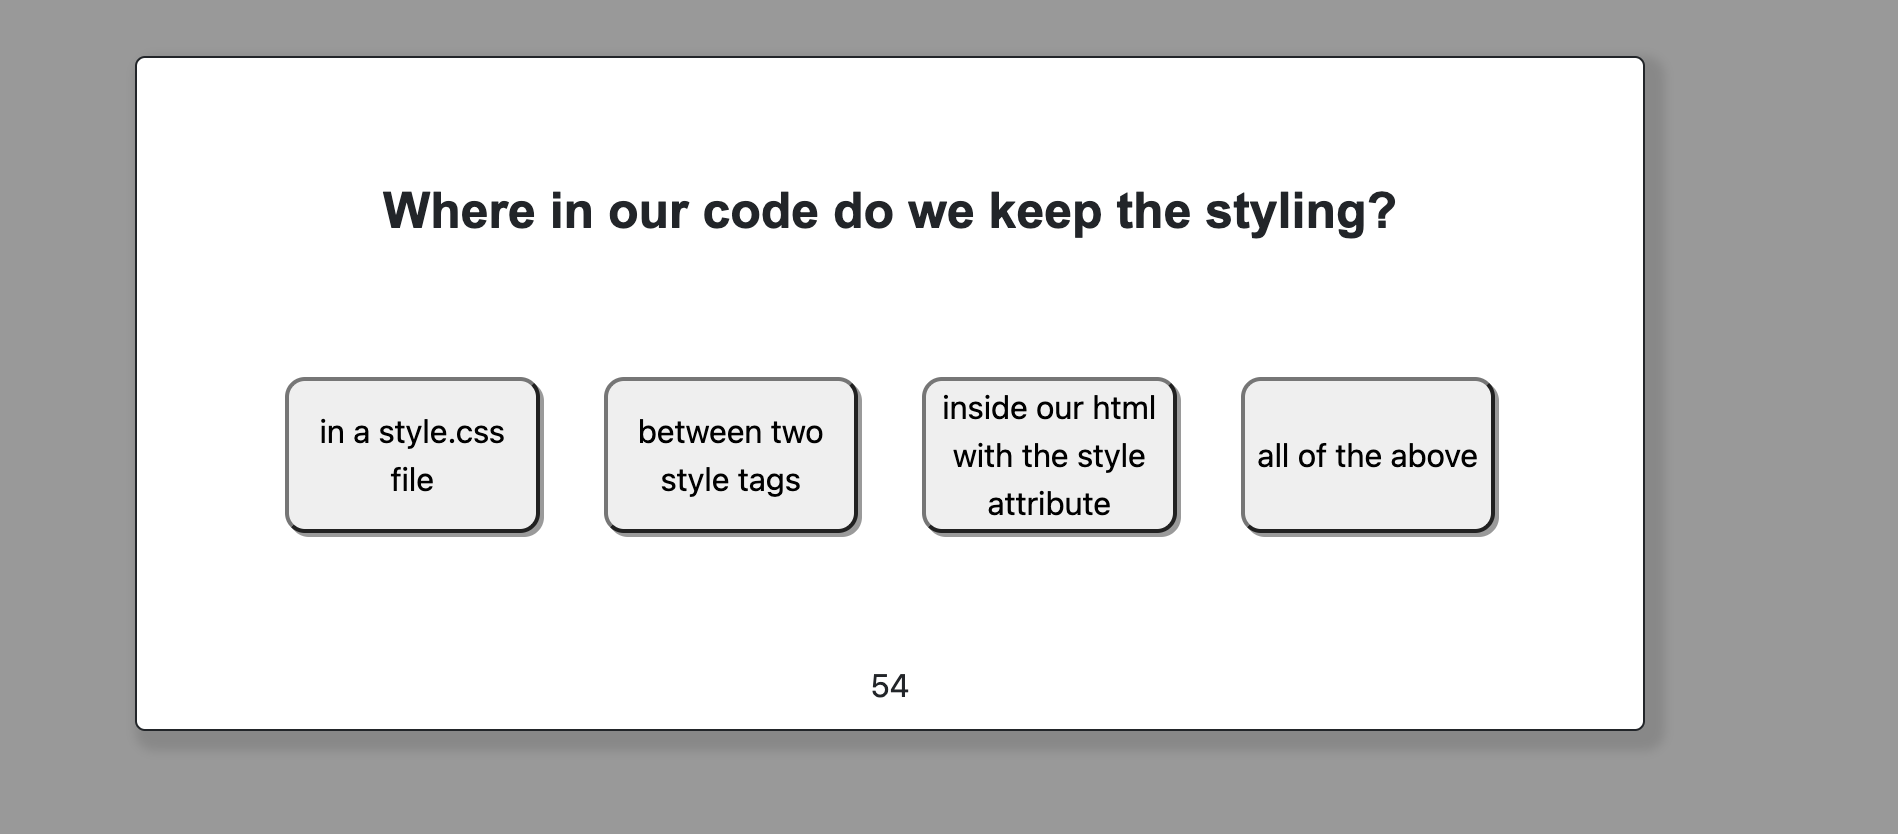 Where in our code do we keep the styling?
in a style.css
file
between two
style tags
inside our html
with the style
attribute
all of the above
54